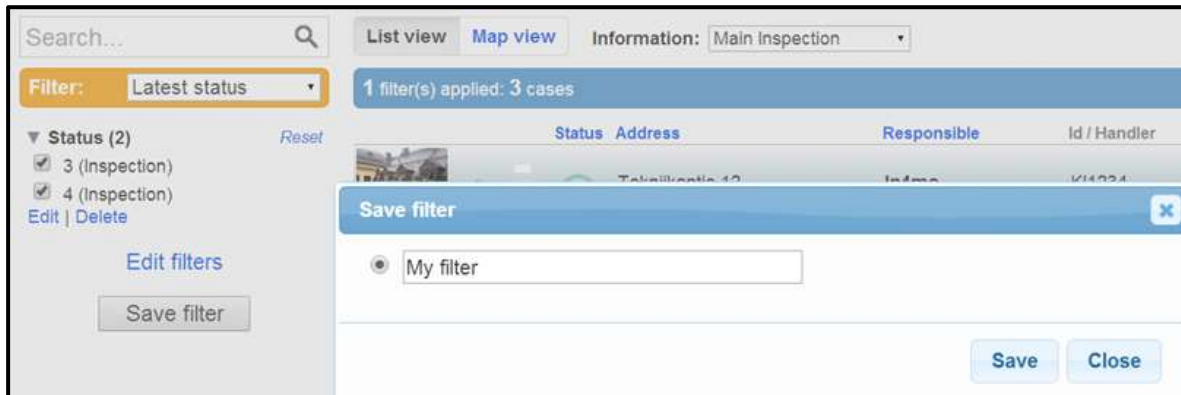 Search...
List view Map view Information: Main Inspection
Filter: Latest status
1 filter(s) applied: 3 cases
Status (2) Reset
Status Address Responsible Id / Handler
3 (Inspection)
4 (Inspection)
Edit | Delete
Save filter
Edit filters
My filter
Save filter
Save Close